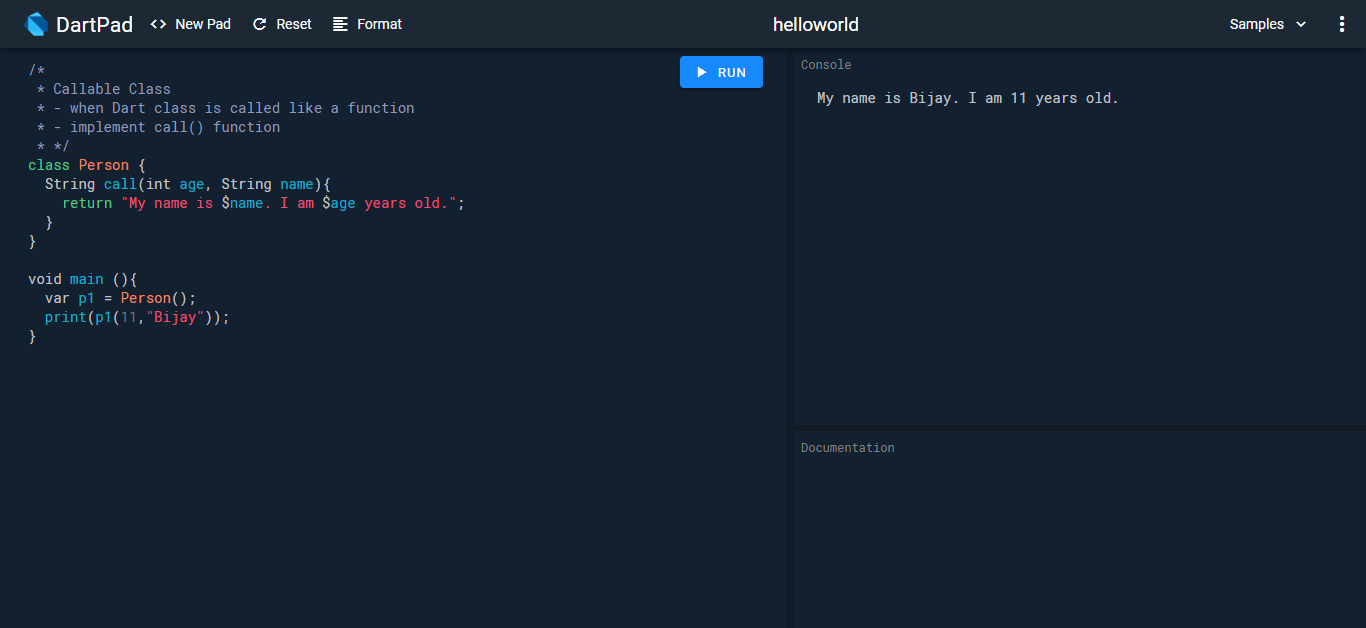 DartPad <> New Pad Reset Format helloworld Samples
/*
 * Callable Class
 * - when Dart class is called like a function
 * - implement call() function
 * */
class Person {
  String call(int age, String name){
    return "My name is $name. I am $age years old.";
  }
}
void main (){
  var p1 = Person();
  print(p1(11,"Bijay"));
}
RUN
Console
My name is Bijay. I am 11 years old.
Documentation